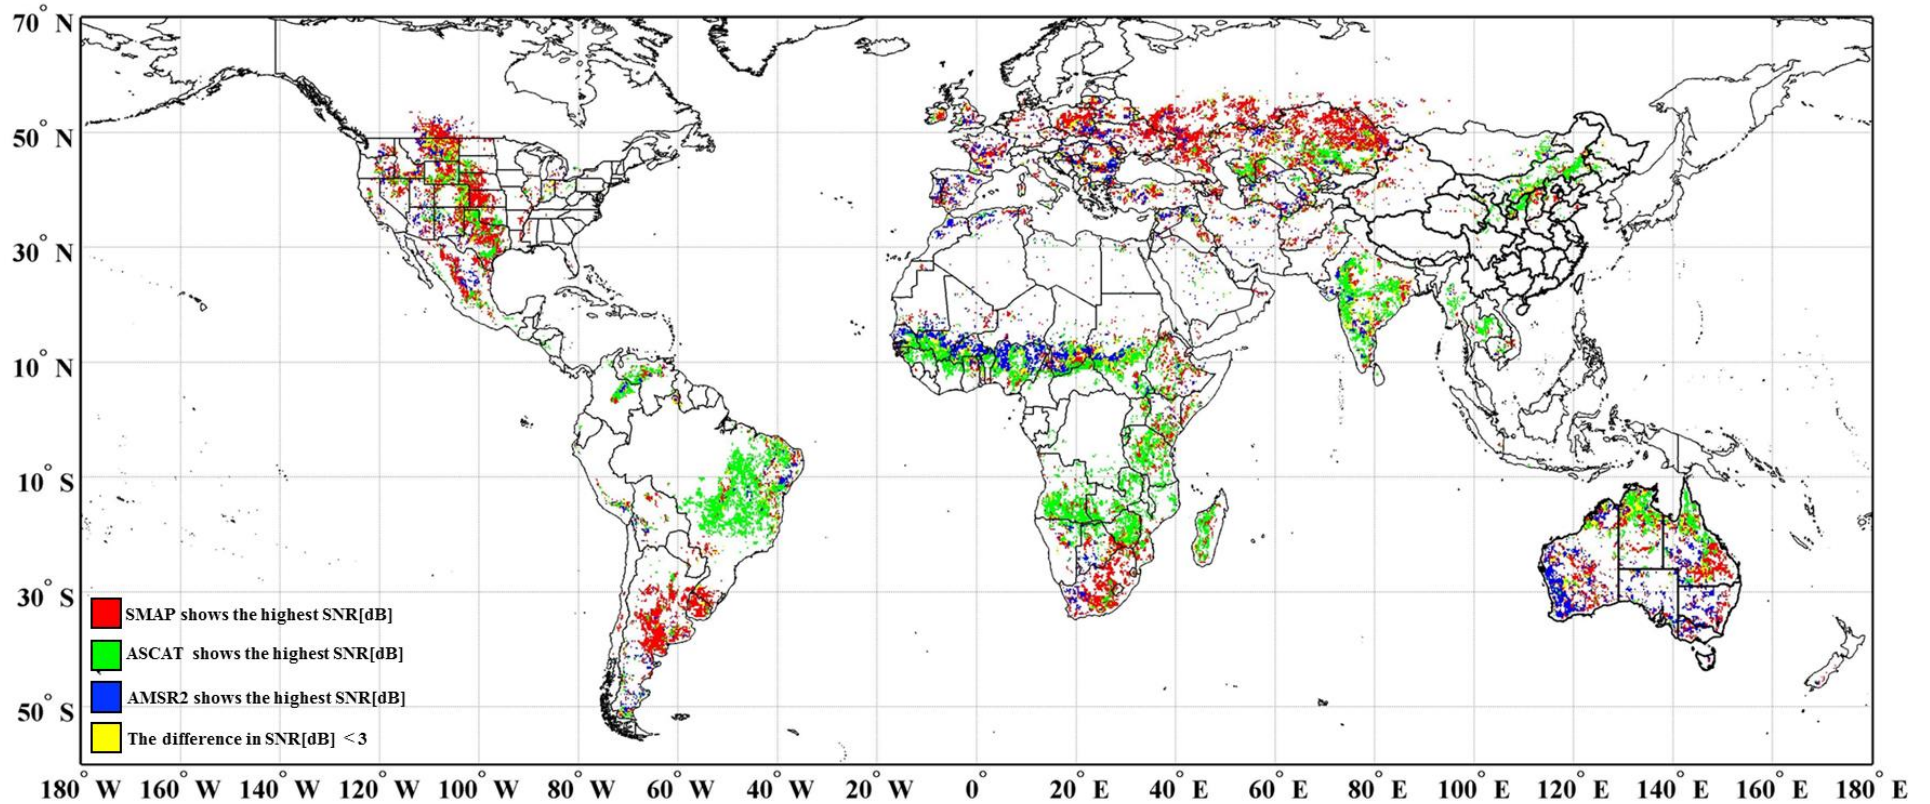 70° N
50° N
30° N
10° N
10° S
30° S
50° S
SMAP shows the highest SNR[dB]
ASCAT shows the highest SNR[dB]
AMSR2 shows the highest SNR[dB]
The difference in SNR[dB] < 3
180° W 160° W 140° W 120° W 100° W 80° W 60° W 40° W 20° W 0° 20° E 40° E 60° E 80° E 100° E 120° E 140° E 160° E 180° E